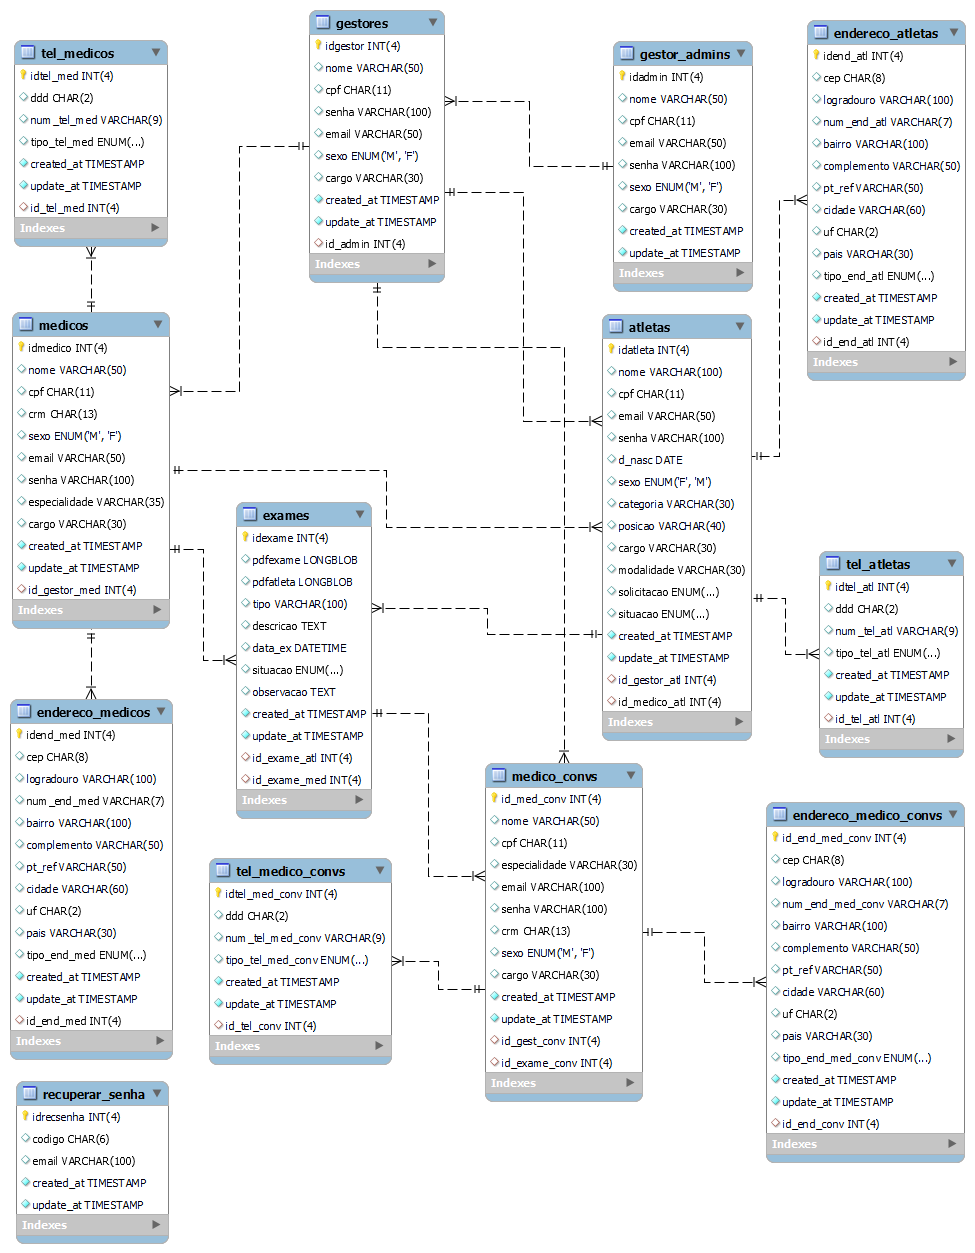 tel_medicos
idtel_med INT(4)
ddd CHAR(2)
num_tel_med VARCHAR(9)
tipo_tel_med ENUM(...)
created_at TIMESTAMP
update_at TIMESTAMP
id_tel_med INT(4)
Indexes
gestores
idgestor INT(4)
nome VARCHAR(50)
cpf CHAR(11)
senha VARCHAR(100)
email VARCHAR(50)
sexo ENUM('M', 'F')
cargo VARCHAR(30)
created_at TIMESTAMP
update_at TIMESTAMP
id_admin INT(4)
Indexes
gestor_admins
idadmin INT(4)
nome VARCHAR(50)
cpf CHAR(11)
email VARCHAR(50)
senha VARCHAR(100)
sexo ENUM('M', 'F')
cargo VARCHAR(30)
created_at TIMESTAMP
update_at TIMESTAMP
Indexes
endereco_atletas
idend_atl INT(4)
cep CHAR(8)
logradouro VARCHAR(100)
num_end_atl VARCHAR(7)
bairro VARCHAR(100)
complemento VARCHAR(50)
pt_ref VARCHAR(50)
cidade VARCHAR(60)
uf CHAR(2)
pais VARCHAR(30)
tipo_end_atl ENUM(...)
created_at TIMESTAMP
update_at TIMESTAMP
id_end_atl INT(4)
Indexes
medicos
idmedico INT(4)
nome VARCHAR(50)
cpf CHAR(11)
crm CHAR(13)
sexo ENUM('M', 'F')
email VARCHAR(50)
senha VARCHAR(100)
especialidade VARCHAR(35)
cargo VARCHAR(30)
created_at TIMESTAMP
update_at TIMESTAMP
id_gestor_med INT(4)
Indexes
atletas
idatleta INT(4)
nome VARCHAR(100)
cpf CHAR(11)
email VARCHAR(50)
senha VARCHAR(100)
d_nasc DATE
sexo ENUM('F', 'M')
categoria VARCHAR(30)
posicao VARCHAR(40)
cargo VARCHAR(30)
modalidade VARCHAR(30)
solicitacao ENUM(...)
situacao ENUM(...)
created_at TIMESTAMP
update_at TIMESTAMP
id_gestor_atl INT(4)
id_medico_atl INT(4)
Indexes
exames
idexame INT(4)
pdfexame LONGBLOB
pdfatleta LONGBLOB
tipo VARCHAR(100)
descricao TEXT
data_ex DATETIME
situacao ENUM(...)
observacao TEXT
created_at TIMESTAMP
update_at TIMESTAMP
id_exame_atl INT(4)
id_exame_med INT(4)
Indexes
tel_atletas
idtel_atl INT(4)
ddd CHAR(2)
num_tel_atl VARCHAR(9)
tipo_tel_atl ENUM(...)
created_at TIMESTAMP
update_at TIMESTAMP
id_tel_atl INT(4)
Indexes
endereco_medicos
idend_med INT(4)
cep CHAR(8)
logradouro VARCHAR(100)
num_end_med VARCHAR(7)
bairro VARCHAR(100)
complemento VARCHAR(50)
pt_ref VARCHAR(50)
cidade VARCHAR(60)
uf CHAR(2)
pais VARCHAR(30)
tipo_end_med ENUM(...)
created_at TIMESTAMP
update_at TIMESTAMP
id_end_med INT(4)
Indexes
medico_convs
id_med_conv INT(4)
nome VARCHAR(50)
cpf CHAR(11)
especialidade VARCHAR(30)
email VARCHAR(100)
senha VARCHAR(100)
crm CHAR(13)
sexo ENUM('M', 'F')
cargo VARCHAR(30)
created_at TIMESTAMP
update_at TIMESTAMP
id_gest_conv INT(4)
id_exame_conv INT(4)
Indexes
tel_medico_convs
idtel_med_conv INT(4)
ddd CHAR(2)
num_tel_med_conv VARCHAR(9)
tipo_tel_med_conv ENUM(...)
created_at TIMESTAMP
update_at TIMESTAMP
id_tel_conv INT(4)
Indexes
endereco_medico_convs
id_end_med_conv INT(4)
cep CHAR(8)
logradouro VARCHAR(100)
num_end_med_conv VARCHAR(7)
bairro VARCHAR(100)
complemento VARCHAR(50)
pt_ref VARCHAR(50)
cidade VARCHAR(60)
uf CHAR(2)
pais VARCHAR(30)
tipo_end_med_conv ENUM(...)
created_at TIMESTAMP
update_at TIMESTAMP
id_end_conv INT(4)
Indexes
recuperar_senha
idrecsenha INT(4)
codigo CHAR(6)
email VARCHAR(100)
created_at TIMESTAMP
update_at TIMESTAMP
Indexes